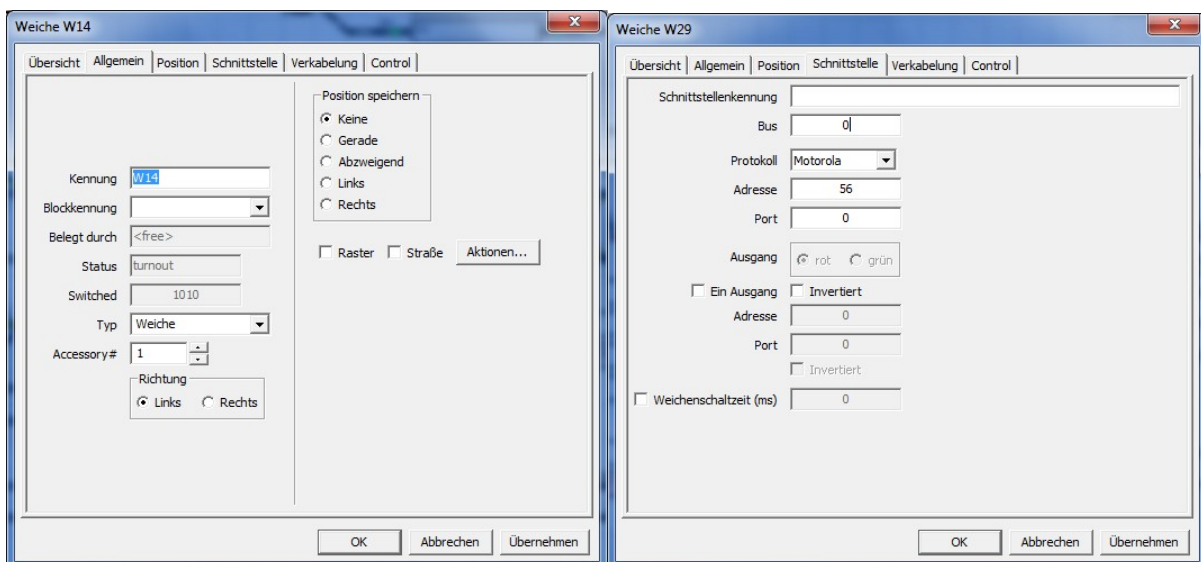 Weiche W14
Übersicht Allgemein Position Schnittstelle Verkabelung Control
Kennung W14
Blockkennung
Belegt durch <free>
Status turnout
Switched 1010
Typ Weiche
Accessory# 1
Richtung
Links Rechts
Position speichern
Keine
Gerade
Abzweigend
Links
Rechts
Raster Straße Aktionen...
OK Abbrechen Übernehmen
Weiche W29
Übersicht Allgemein Position Schnittstelle Verkabelung Control
Schnittstellenkennung
Bus 0
Protokoll Motorola
Adresse 56
Port 0
Ausgang rot grün
Ein Ausgang Invertiert
Adresse 0
Port 0
Invertiert
Weichenschaltzeit (ms) 0
OK Abbrechen Übernehmen